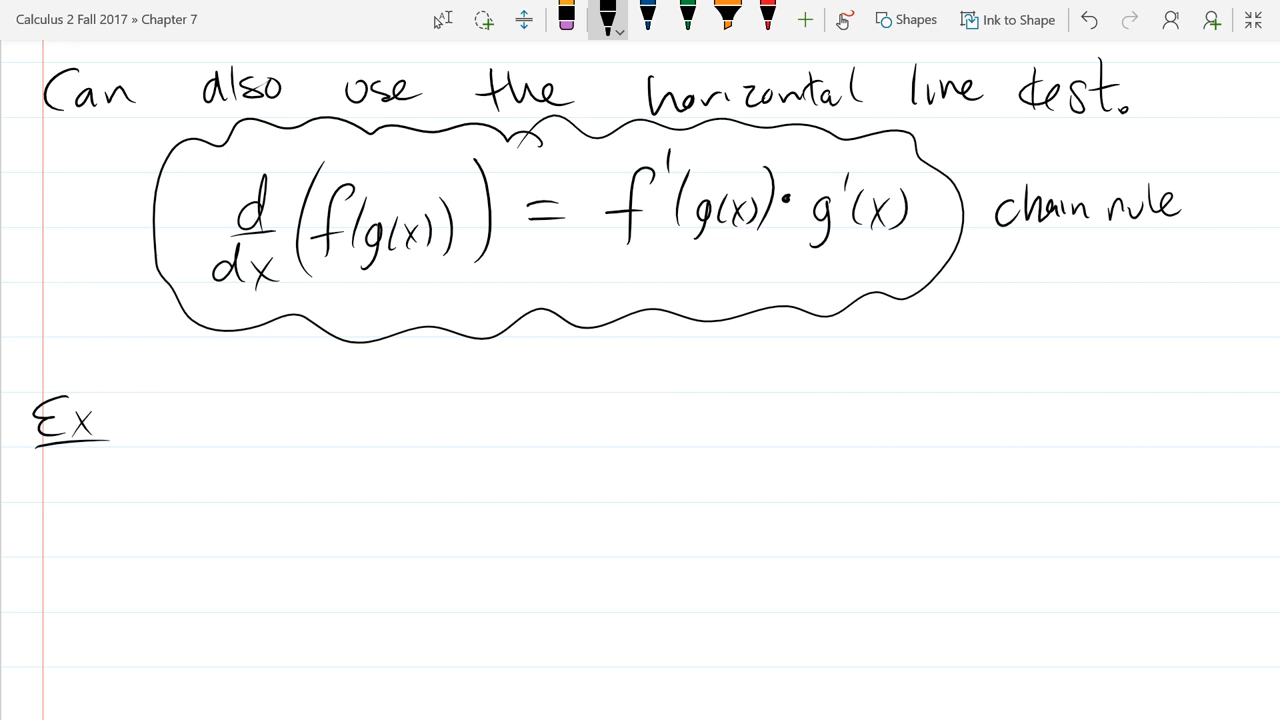 Calculus 2 Fall 2017 » Chapter 7
Shapes
Ink to Shape
Can also use the horizontal line test.
d/dx (f(g(x))) = f'(g(x)) · g'(x) chain rule
Ex